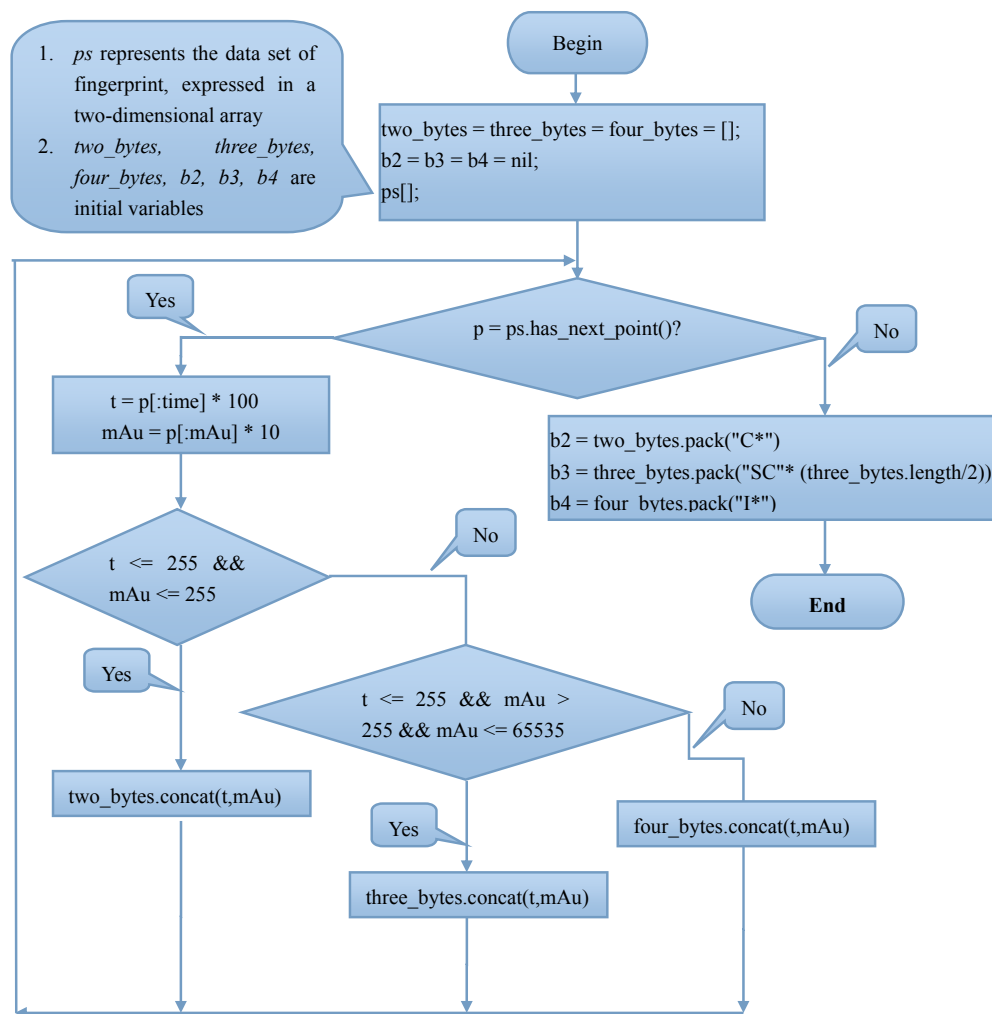 1. ps represents the data set of
fingerprint, expressed in a
two-dimensional array
2. two_bytes, three_bytes,
four_bytes, b2, b3, b4 are
initial variables
Begin
two_bytes = three_bytes = four_bytes = [];
b2 = b3 = b4 = nil;
ps[];
Yes
p = ps.has_next_point()?
No
t = p[:time] * 100
mAu = p[:mAu] * 10
b2 = two_bytes.pack("C*")
b3 = three_bytes.pack("SC"* (three_bytes.length/2))
b4 = four_bytes.pack("I*")
t <= 255 &&
mAu <= 255
No
End
Yes
t <= 255 && mAu >
255 && mAu <= 65535
No
two_bytes.concat(t,mAu)
Yes
four_bytes.concat(t,mAu)
three_bytes.concat(t,mAu)